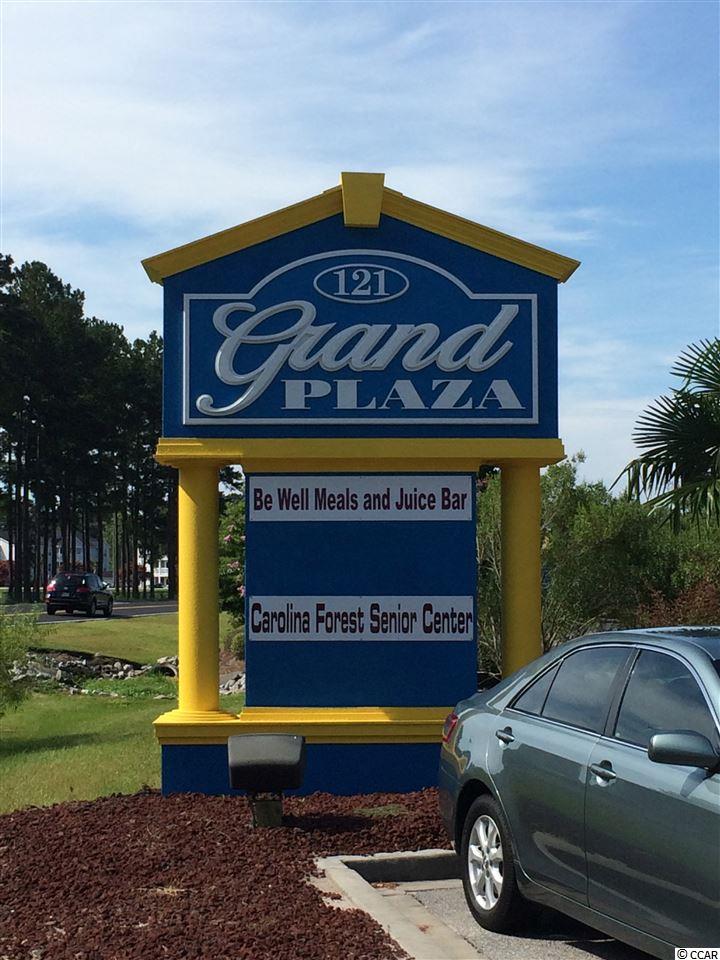 121
Grand
PLAZA
Be Well Meals and Juice Bar
Carolina Forest Senior Center
© CCAR